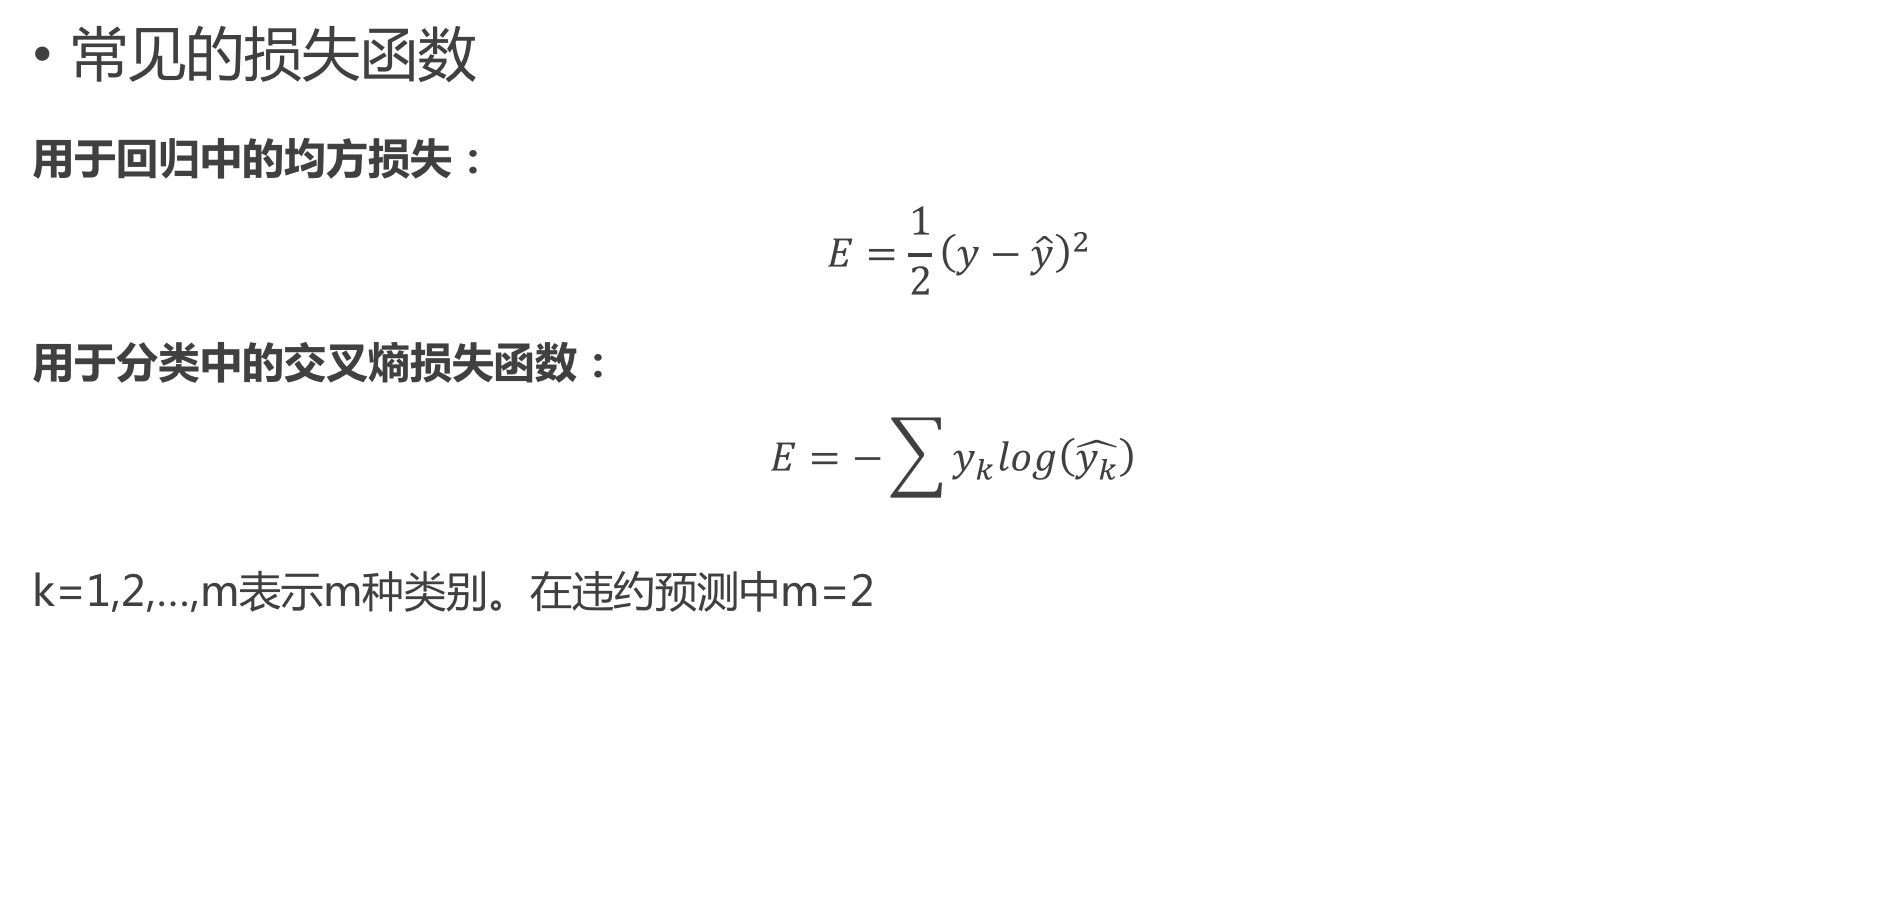 • 常见的损失函数
用于回归中的均方损失：
E = 1/2 (y − ŷ)²
用于分类中的交叉熵损失函数：
E = − ∑ y_k log(ŷ_k)
k=1,2,…,m表示m种类别。在违约预测中m=2